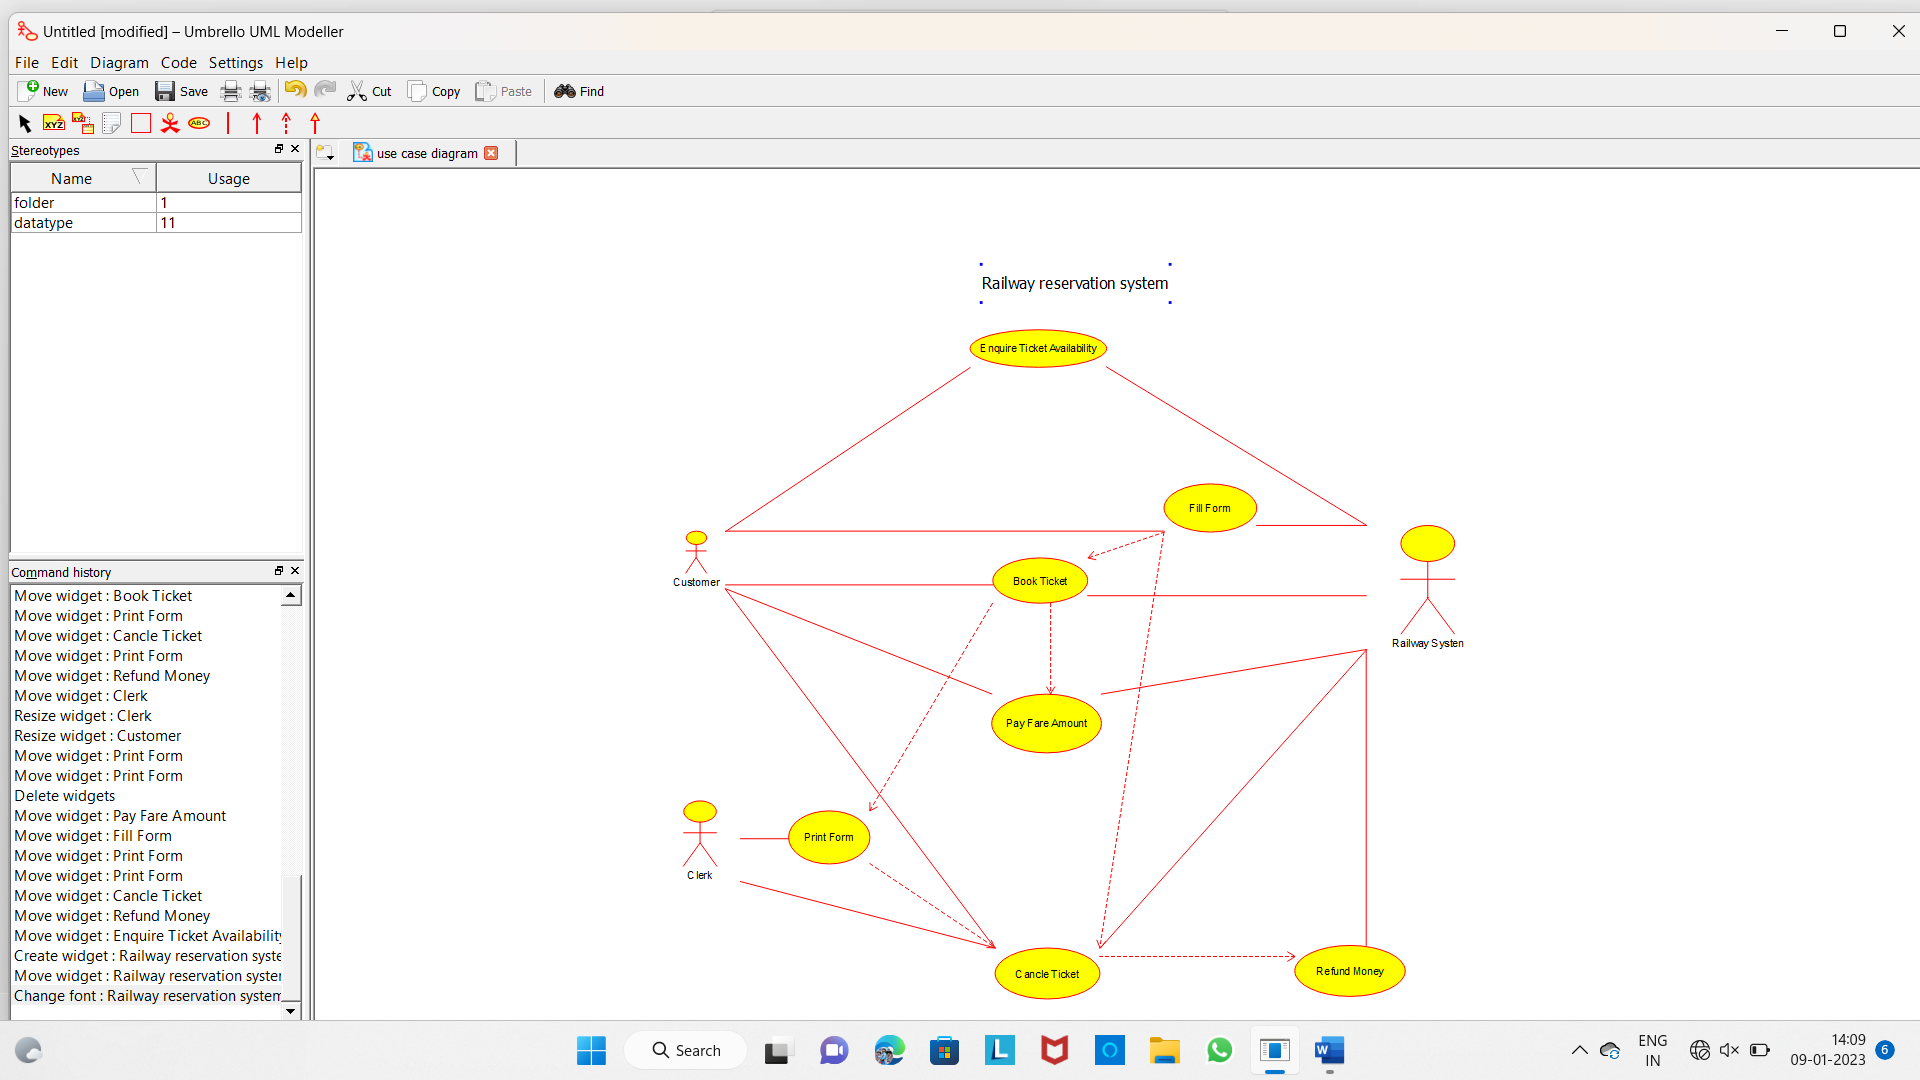 Untitled [modified] – Umbrello UML Modeller
File Edit Diagram Code Settings Help
New Open Save Cut Copy Paste Find
XYZ XYZ ABC
Stereotypes
use case diagram
Name Usage
folder 1
datatype 11
Railway reservation system
Enquire Ticket Availability
Fill Form
Customer
Book Ticket
Railway Systen
Pay Fare Amount
Print Form
Clerk
Cancle Ticket
Refund Money
Command history
Move widget : Book Ticket
Move widget : Print Form
Move widget : Cancle Ticket
Move widget : Print Form
Move widget : Refund Money
Move widget : Clerk
Resize widget : Clerk
Resize widget : Customer
Move widget : Print Form
Move widget : Print Form
Delete widgets
Move widget : Pay Fare Amount
Move widget : Fill Form
Move widget : Print Form
Move widget : Print Form
Move widget : Cancle Ticket
Move widget : Refund Money
Move widget : Enquire Ticket Availability
Create widget : Railway reservation syste
Move widget : Railway reservation syster
Change font : Railway reservation system
Search
ENG
IN
14:09
09-01-2023
6